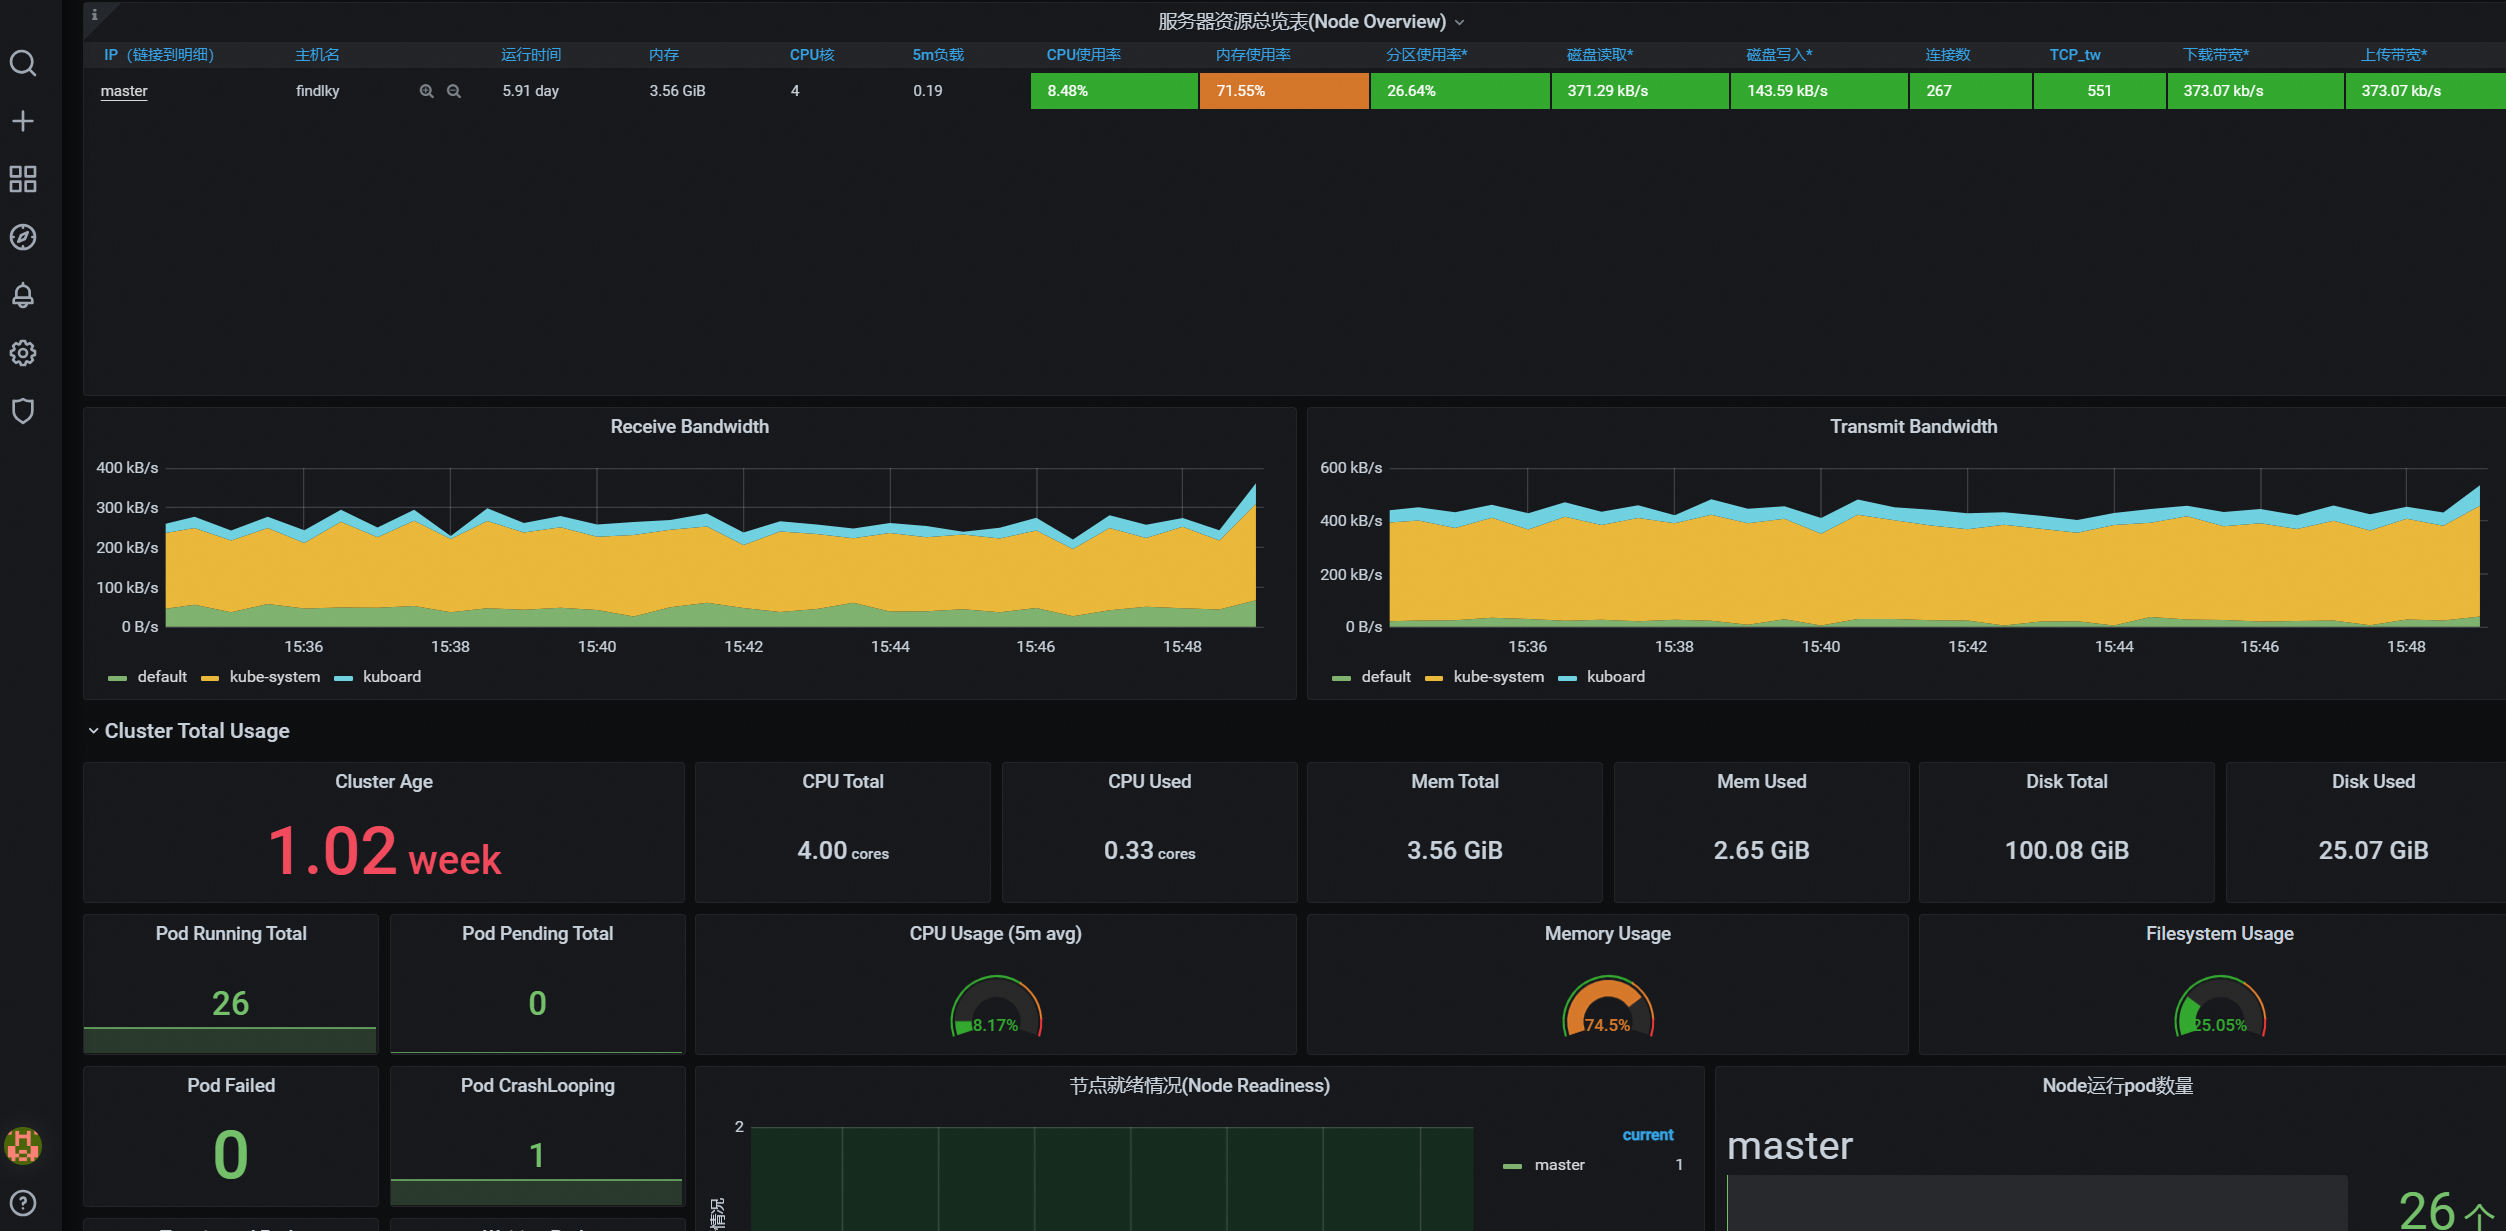 服务器资源总览表(Node Overview)
IP（链接到明细） 主机名 运行时间 内存 CPU核 5m负载 CPU使用率 内存使用率 分区使用率* 磁盘读取* 磁盘写入* 连接数 TCP_tw 下载带宽* 上传带宽*
master findlky 5.91 day 3.56 GiB 4 0.19 8.48% 71.55% 26.64% 371.29 kB/s 143.59 kB/s 267 551 373.07 kb/s 373.07 kb/s
Receive Bandwidth
400 kB/s
300 kB/s
200 kB/s
100 kB/s
0 B/s
15:36 15:38 15:40 15:42 15:44 15:46 15:48
default kube-system kuboard
Transmit Bandwidth
600 kB/s
400 kB/s
200 kB/s
0 B/s
15:36 15:38 15:40 15:42 15:44 15:46 15:48
default kube-system kuboard
Cluster Total Usage
Cluster Age
1.02 week
CPU Total
4.00 cores
CPU Used
0.33 cores
Mem Total
3.56 GiB
Mem Used
2.65 GiB
Disk Total
100.08 GiB
Disk Used
25.07 GiB
Pod Running Total
26
Pod Pending Total
0
CPU Usage (5m avg)
8.17%
Memory Usage
74.5%
Filesystem Usage
25.05%
Pod Failed
0
Pod CrashLooping
1
节点就绪情况(Node Readiness)
2
情况
current
master 1
Node运行pod数量
master
26 个